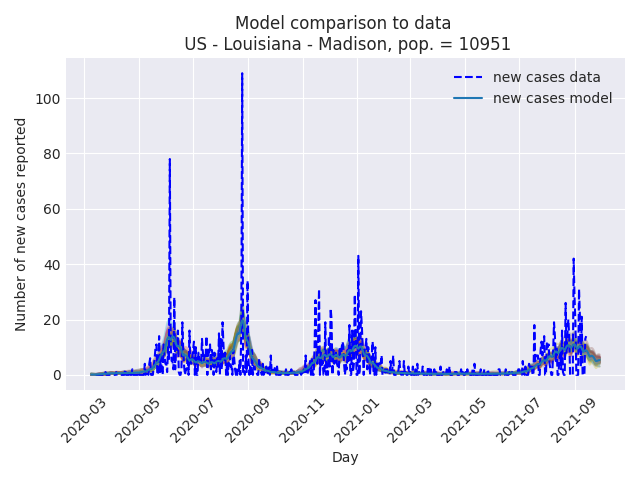 Model comparison to data
US - Louisiana - Madison, pop. = 10951
new cases data
new cases model
Number of new cases reported
100
80
60
40
20
0
2020-03
2020-05
2020-07
2020-09
2020-11
2021-01
2021-03
2021-05
2021-07
2021-09
Day